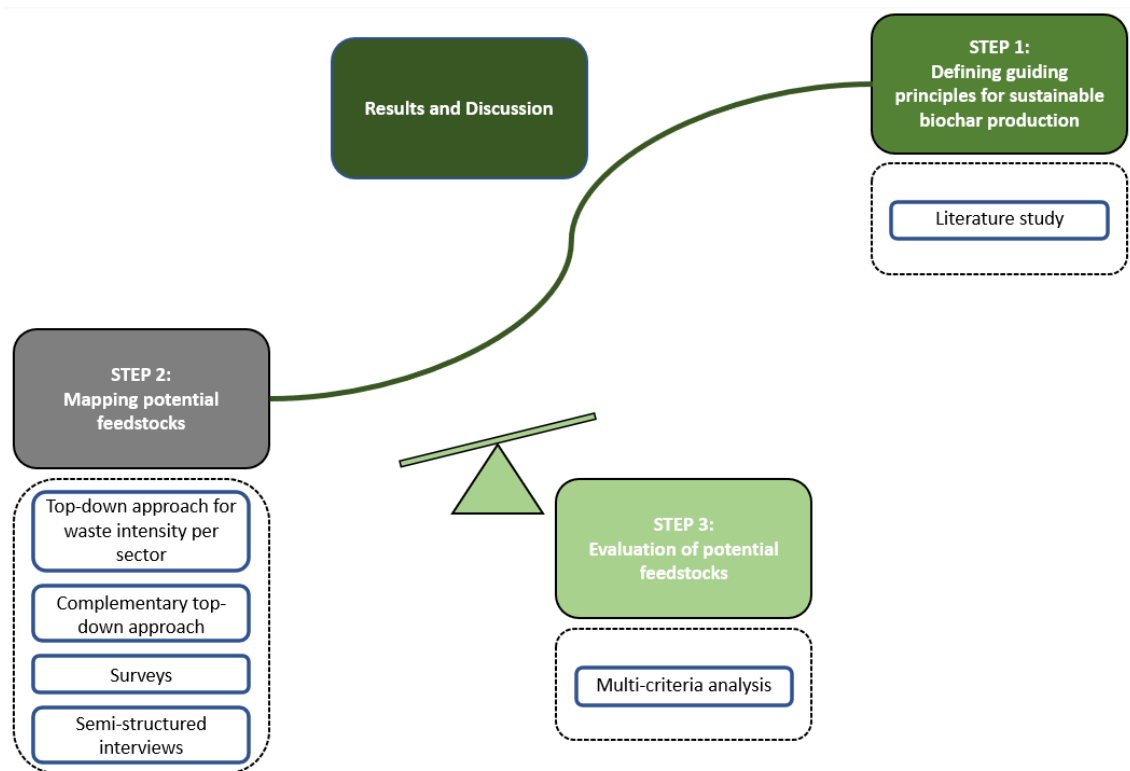 Results and Discussion
STEP 1:
Defining guiding
principles for sustainable
biochar production
Literature study
STEP 2:
Mapping potential
feedstocks
Top-down approach for
waste intensity per
sector
Complementary top-
down approach
Surveys
Semi-structured
interviews
STEP 3:
Evaluation of potential
feedstocks
Multi-criteria analysis